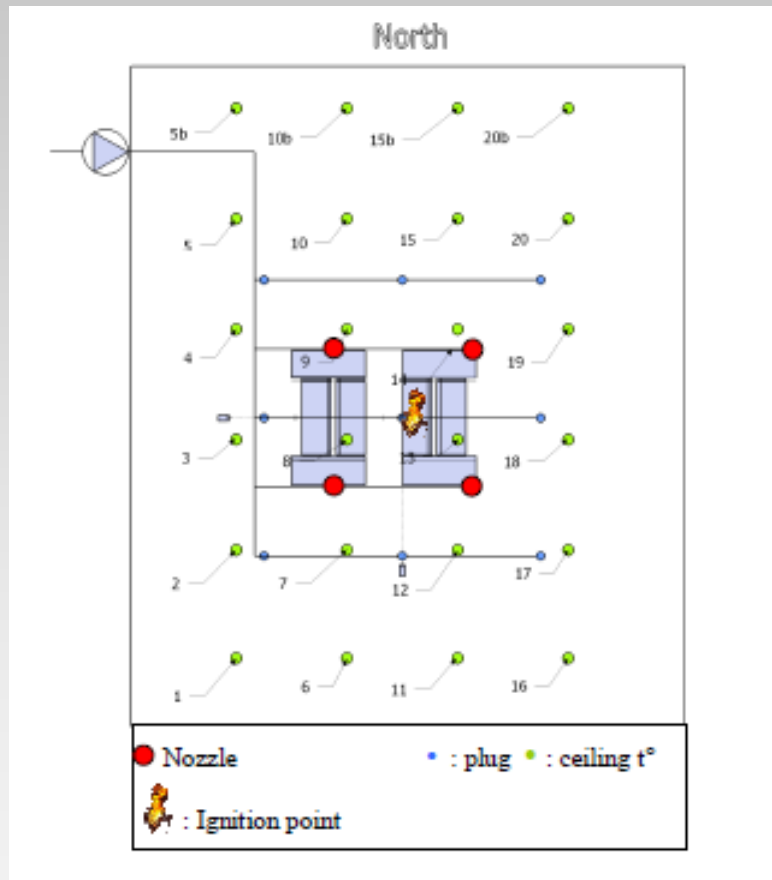 North
5b 10b 15b 20b
5 10 15 20
4 9 14 19
3 8 13 18
2 7 12 17
1 6 11 16
Nozzle : plug : ceiling t°
: Ignition point